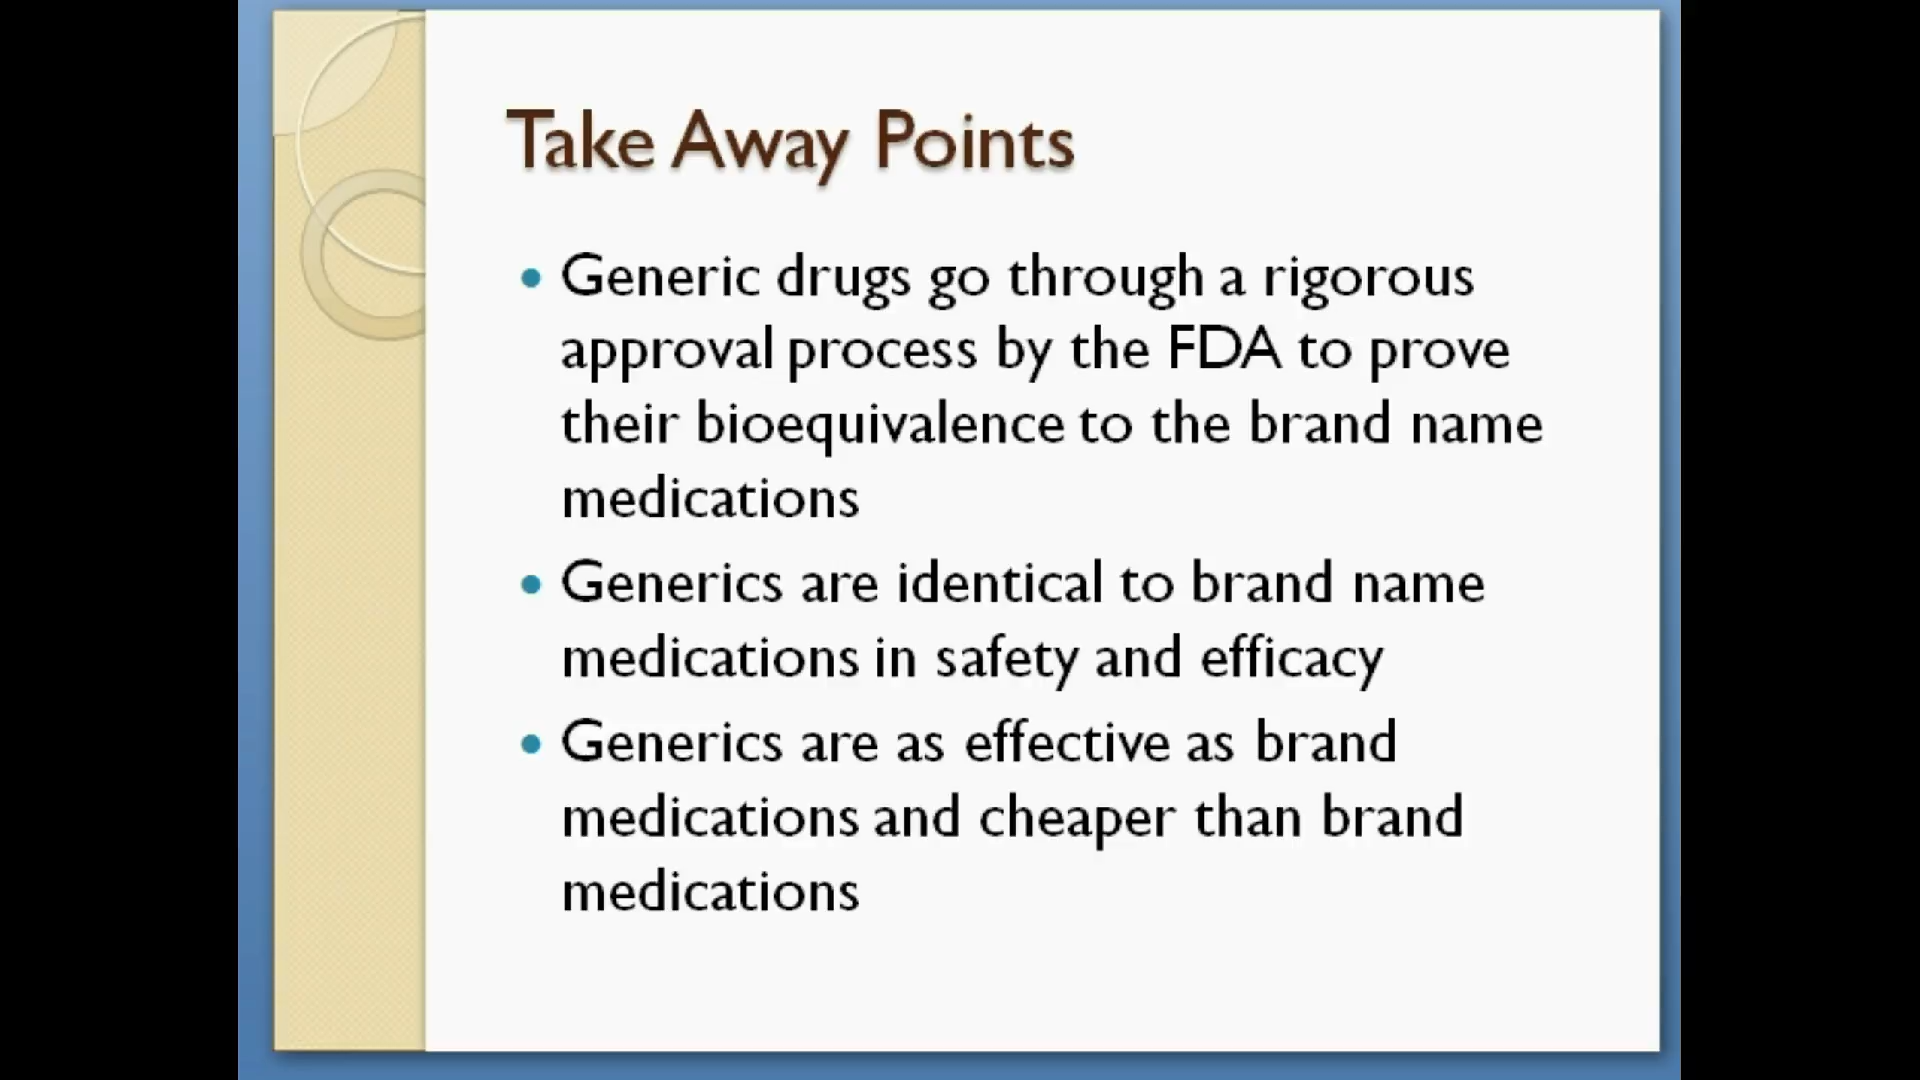 Take Away Points
• Generic drugs go through a rigorous
approval process by the FDA to prove
their bioequivalence to the brand name
medications
• Generics are identical to brand name
medications in safety and efficacy
• Generics are as effective as brand
medications and cheaper than brand
medications